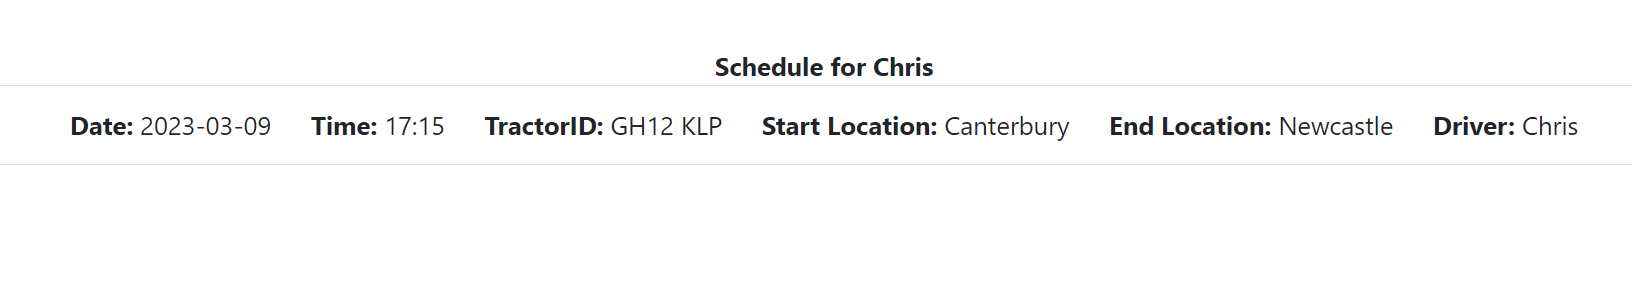 Schedule for Chris
Date: 2023-03-09 Time: 17:15 TractorID: GH12 KLP Start Location: Canterbury End Location: Newcastle Driver: Chris